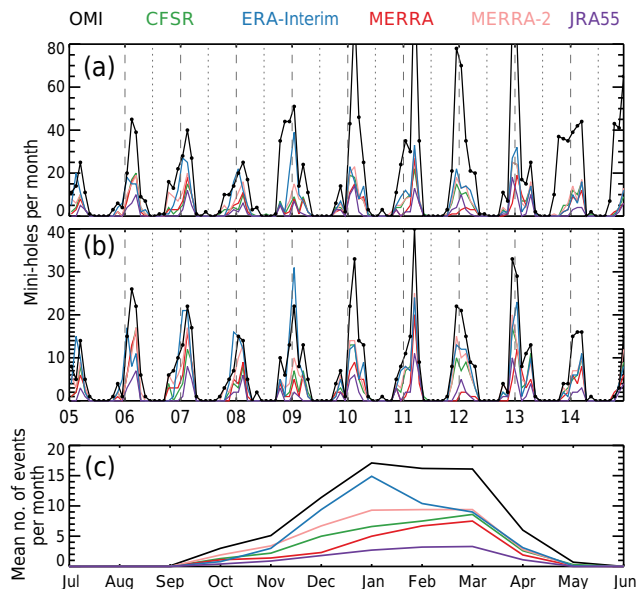 OMI CFSR ERA-Interim MERRA MERRA-2 JRA55
80
(a)
60
40
20
0
Mini-holes per month
40
(b)
30
20
10
0
05 06 07 08 09 10 11 12 13 14
20
(c)
15
10
5
0
Mean no. of events
per month
Jul Aug Sep Oct Nov Dec Jan Feb Mar Apr May Jun